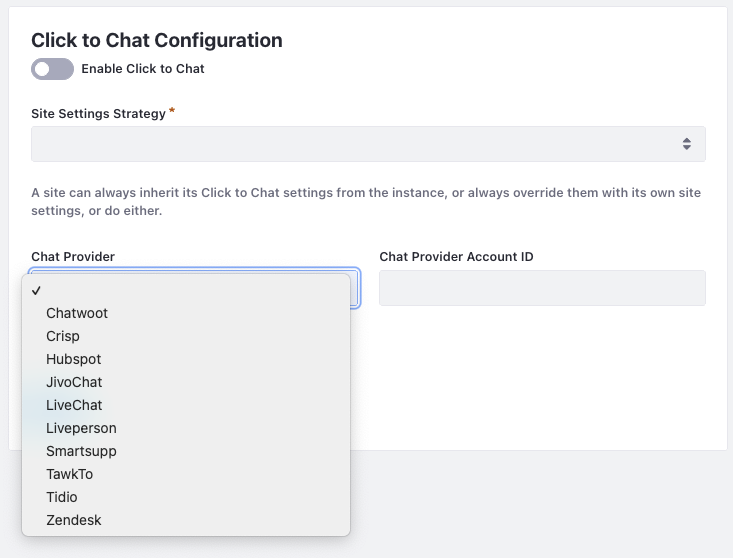 Click to Chat Configuration
Enable Click to Chat
Site Settings Strategy *
A site can always inherit its Click to Chat settings from the instance, or always override them with its own site
settings, or do either.
Chat Provider
Chat Provider Account ID
Chatwoot
Crisp
Hubspot
JivoChat
LiveChat
Liveperson
Smartsupp
TawkTo
Tidio
Zendesk